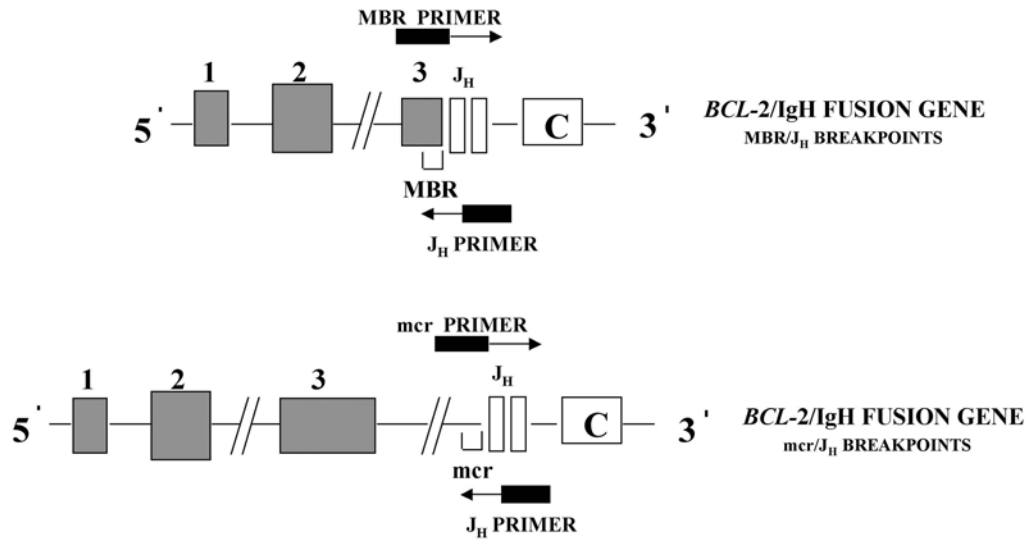 MBR PRIMER
1 2 3 J_H
5' C 3' BCL-2/IgH FUSION GENE
MBR/J_H BREAKPOINTS
MBR
J_H PRIMER
mcr PRIMER
1 2 3 J_H
5' C 3' BCL-2/IgH FUSION GENE
mcr/J_H BREAKPOINTS
mcr
J_H PRIMER